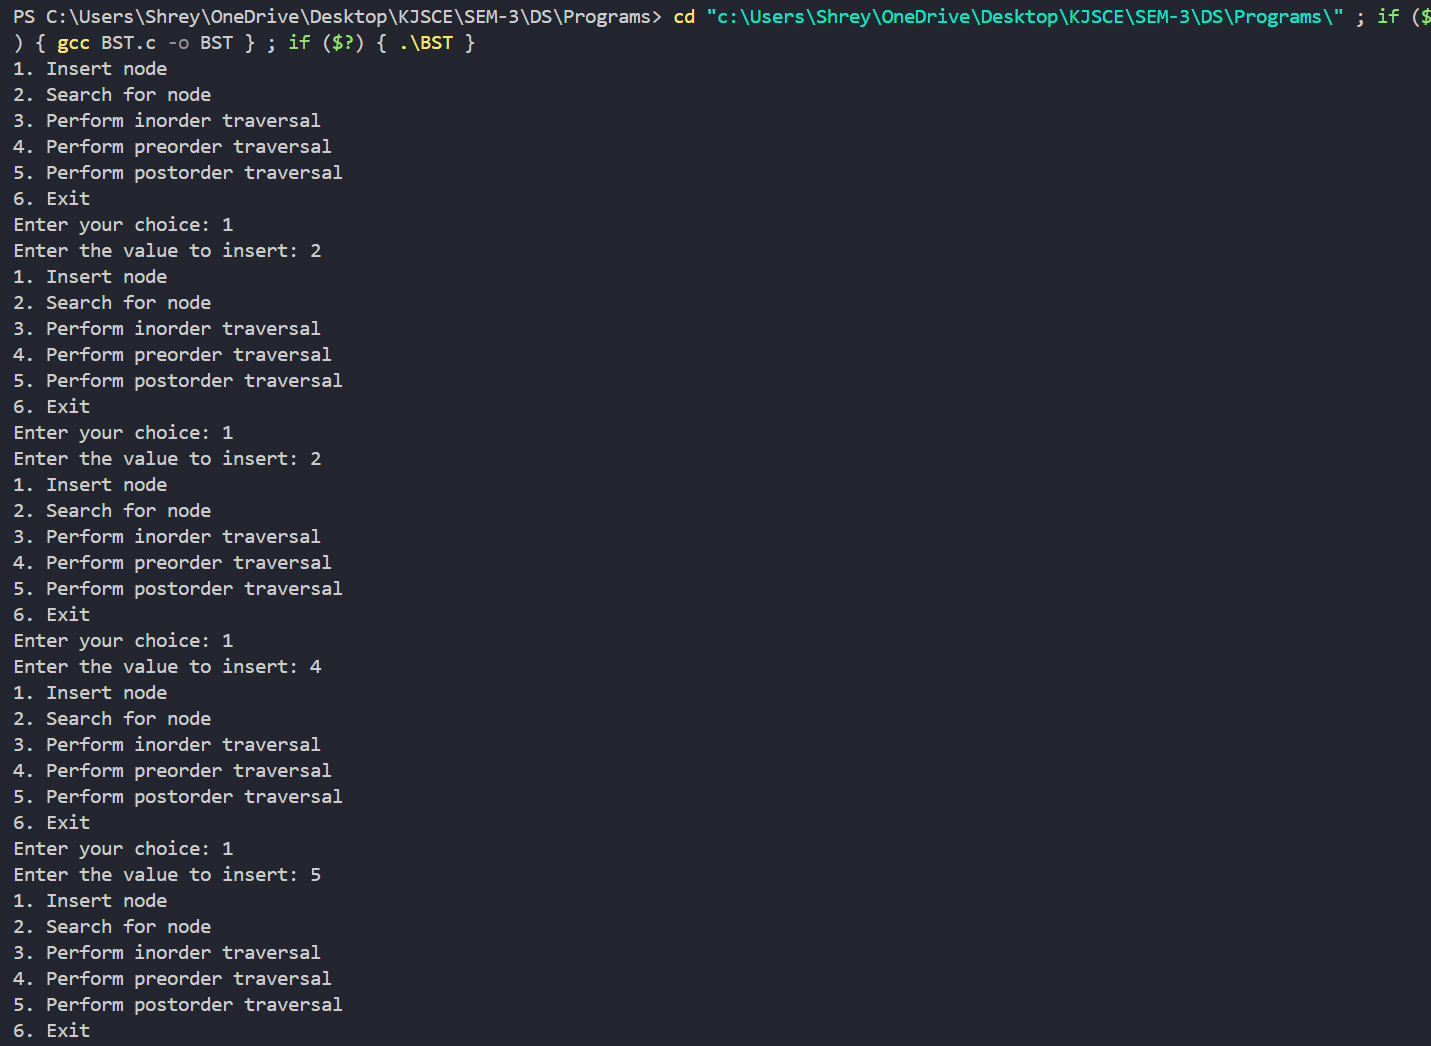 PS C:\Users\Shrey\OneDrive\Desktop\KJSCE\SEM-3\DS\Programs> cd "c:\Users\Shrey\OneDrive\Desktop\KJSCE\SEM-3\DS\Programs\" ; if ($
) { gcc BST.c -o BST } ; if ($?) { .\BST }
1. Insert node
2. Search for node
3. Perform inorder traversal
4. Perform preorder traversal
5. Perform postorder traversal
6. Exit
Enter your choice: 1
Enter the value to insert: 2
1. Insert node
2. Search for node
3. Perform inorder traversal
4. Perform preorder traversal
5. Perform postorder traversal
6. Exit
Enter your choice: 1
Enter the value to insert: 2
1. Insert node
2. Search for node
3. Perform inorder traversal
4. Perform preorder traversal
5. Perform postorder traversal
6. Exit
Enter your choice: 1
Enter the value to insert: 4
1. Insert node
2. Search for node
3. Perform inorder traversal
4. Perform preorder traversal
5. Perform postorder traversal
6. Exit
Enter your choice: 1
Enter the value to insert: 5
1. Insert node
2. Search for node
3. Perform inorder traversal
4. Perform preorder traversal
5. Perform postorder traversal
6. Exit